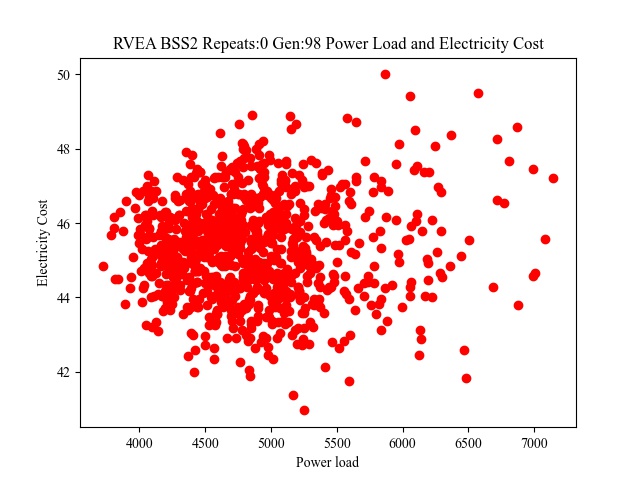 RVEA BSS2 Repeats:0 Gen:98 Power Load and Electricity Cost
50
48
46
44
42
Electricity Cost
4000 4500 5000 5500 6000 6500 7000
Power load